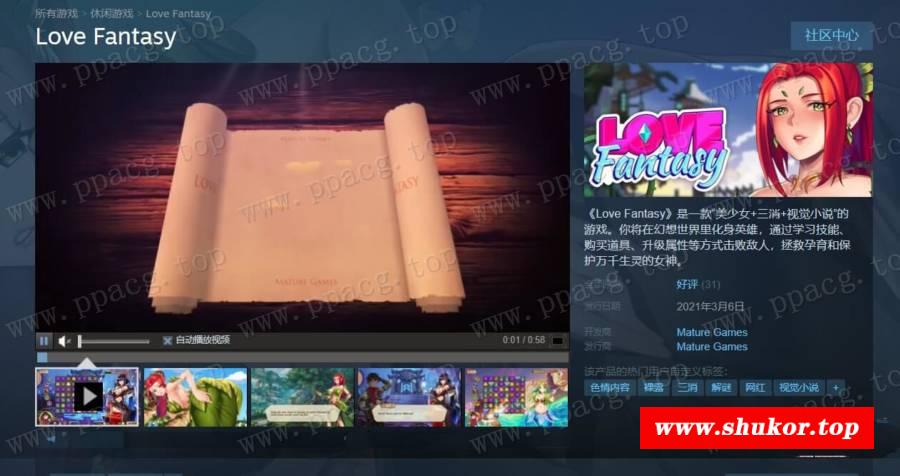 所有游戏 > 休闲游戏 > Love Fantasy
Love Fantasy
社区中心
MATURE GAMES
LOVE
Fantasy
《Love Fantasy》是一款“美少女+三消+视觉小说”的
游戏。你将在幻想世界里化身英雄，通过学习技能、
购买道具、升级属性等方式击败敌人，拯救孕育和保
护万千生灵的女神。
好评 (31)
发行日期
2021年3月6日
开发商
Mature Games
发行商
Mature Games
该产品的热门用户自定义标签：
色情内容 裸露 三消 解谜 网红 视觉小说 +
自动播放视频
0:01 / 0:58
www.shukor.top
www.ppacg.top